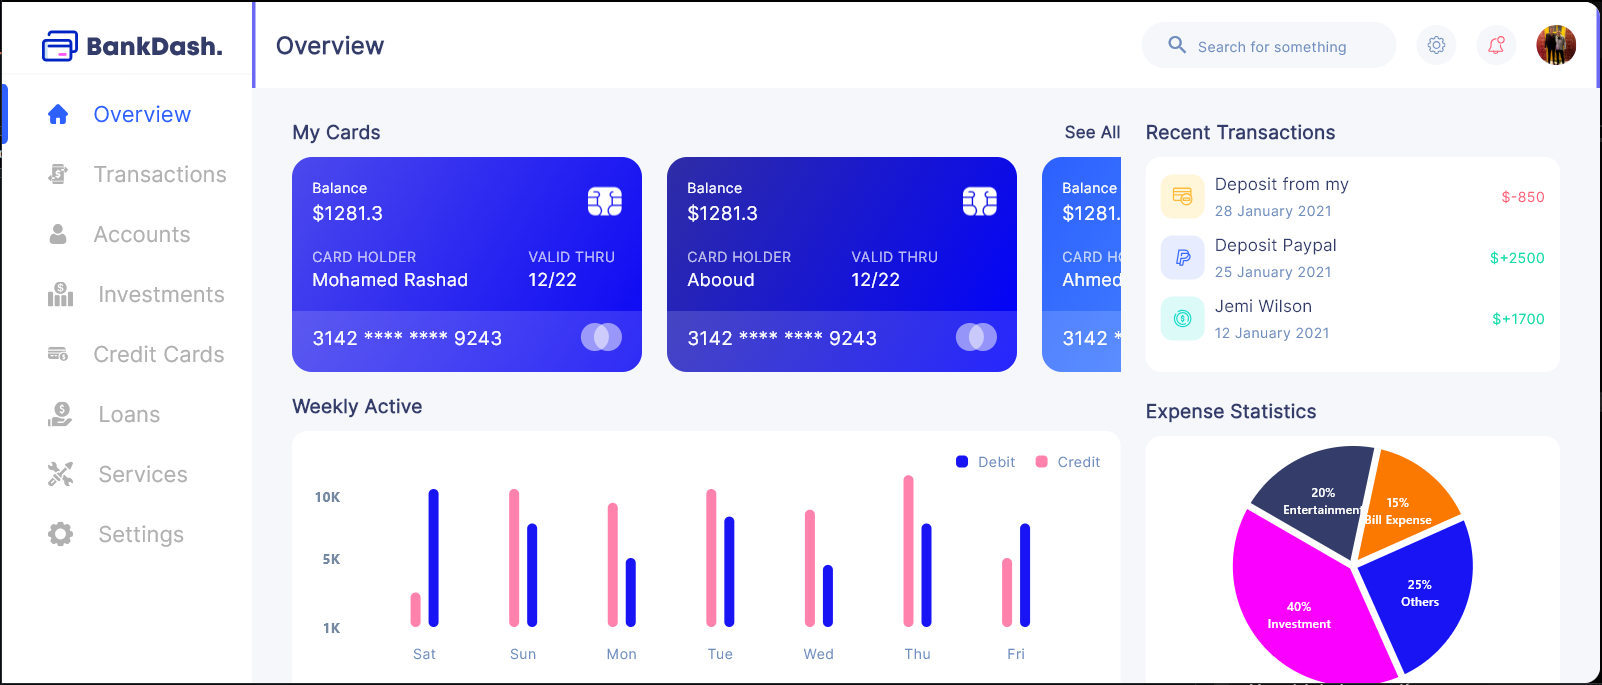 BankDash.
Overview
Search for something
Overview
Transactions
Accounts
Investments
Credit Cards
Loans
Services
Settings
My Cards
See All
Balance
$1281.3
CARD HOLDER
VALID THRU
Mohamed Rashad
12/22
3142 **** **** 9243
Balance
$1281.3
CARD HOLDER
VALID THRU
Abooud
12/22
3142 **** **** 9243
Balance
$1281.
CARD HO
Ahmed
3142 *
Recent Transactions
Deposit from my
28 January 2021
$-850
Deposit Paypal
25 January 2021
$+2500
Jemi Wilson
12 January 2021
$+1700
Weekly Active
Debit
Credit
10K
5K
1K
Sat
Sun
Mon
Tue
Wed
Thu
Fri
Expense Statistics
20%
Entertainment
15%
Bill Expense
25%
Others
40%
Investment